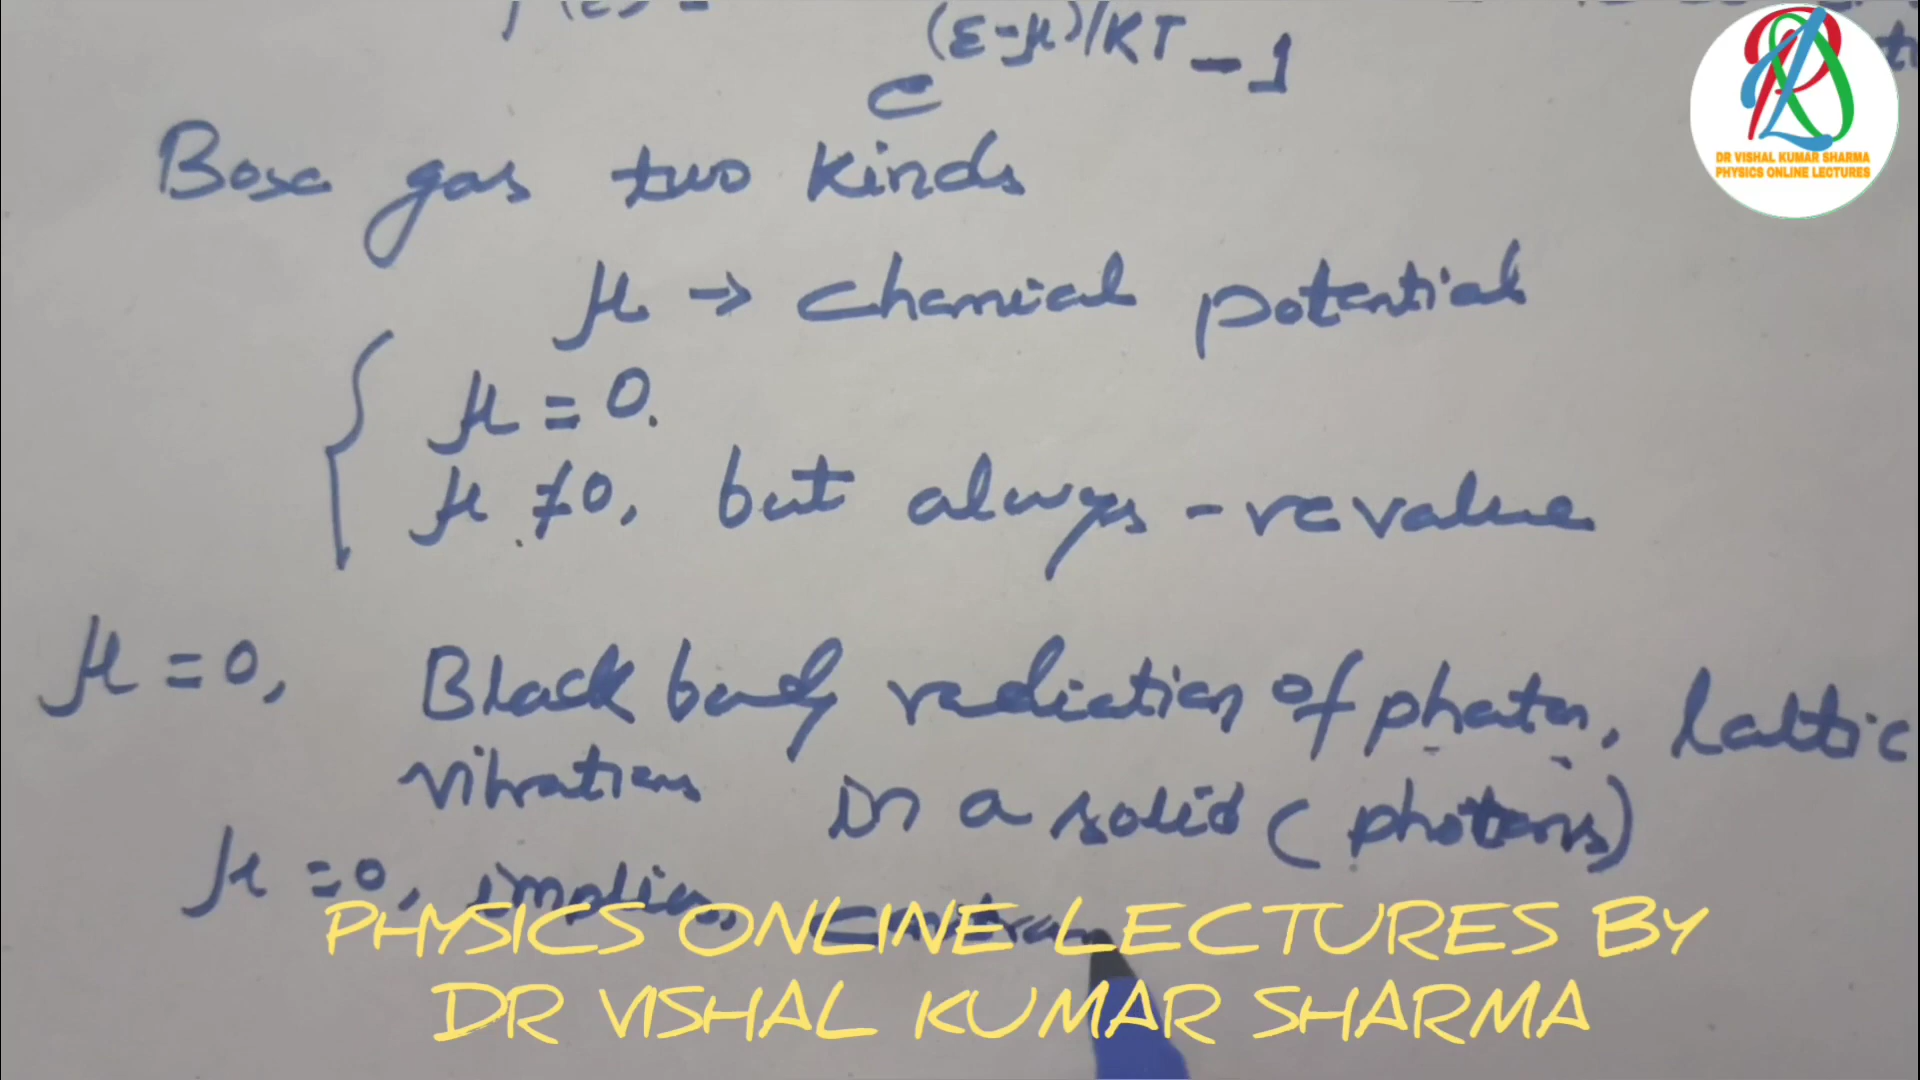 e^(ε-μ)/KT - 1
Bose gas two kinds
μ → chemical potential
μ = 0.
μ ≠ 0, but always -ve value
μ = 0, Black body radiation of photon, Lattic
vibrations in a solid (photons)
μ = 0, implies,
PHYSICS ONLINE LECTURES BY
DR VISHAL KUMAR SHARMA
DR VISHAL KUMAR SHARMA
PHYSICS ONLINE LECTURES